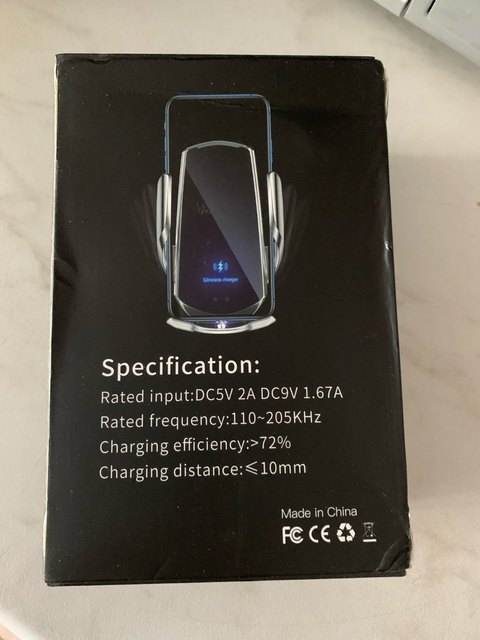 Wireless charger
Specification:
Rated input:DC5V 2A DC9V 1.67A
Rated frequency:110~205KHz
Charging efficiency:>72%
Charging distance:≤10mm
Made in China
FC CE